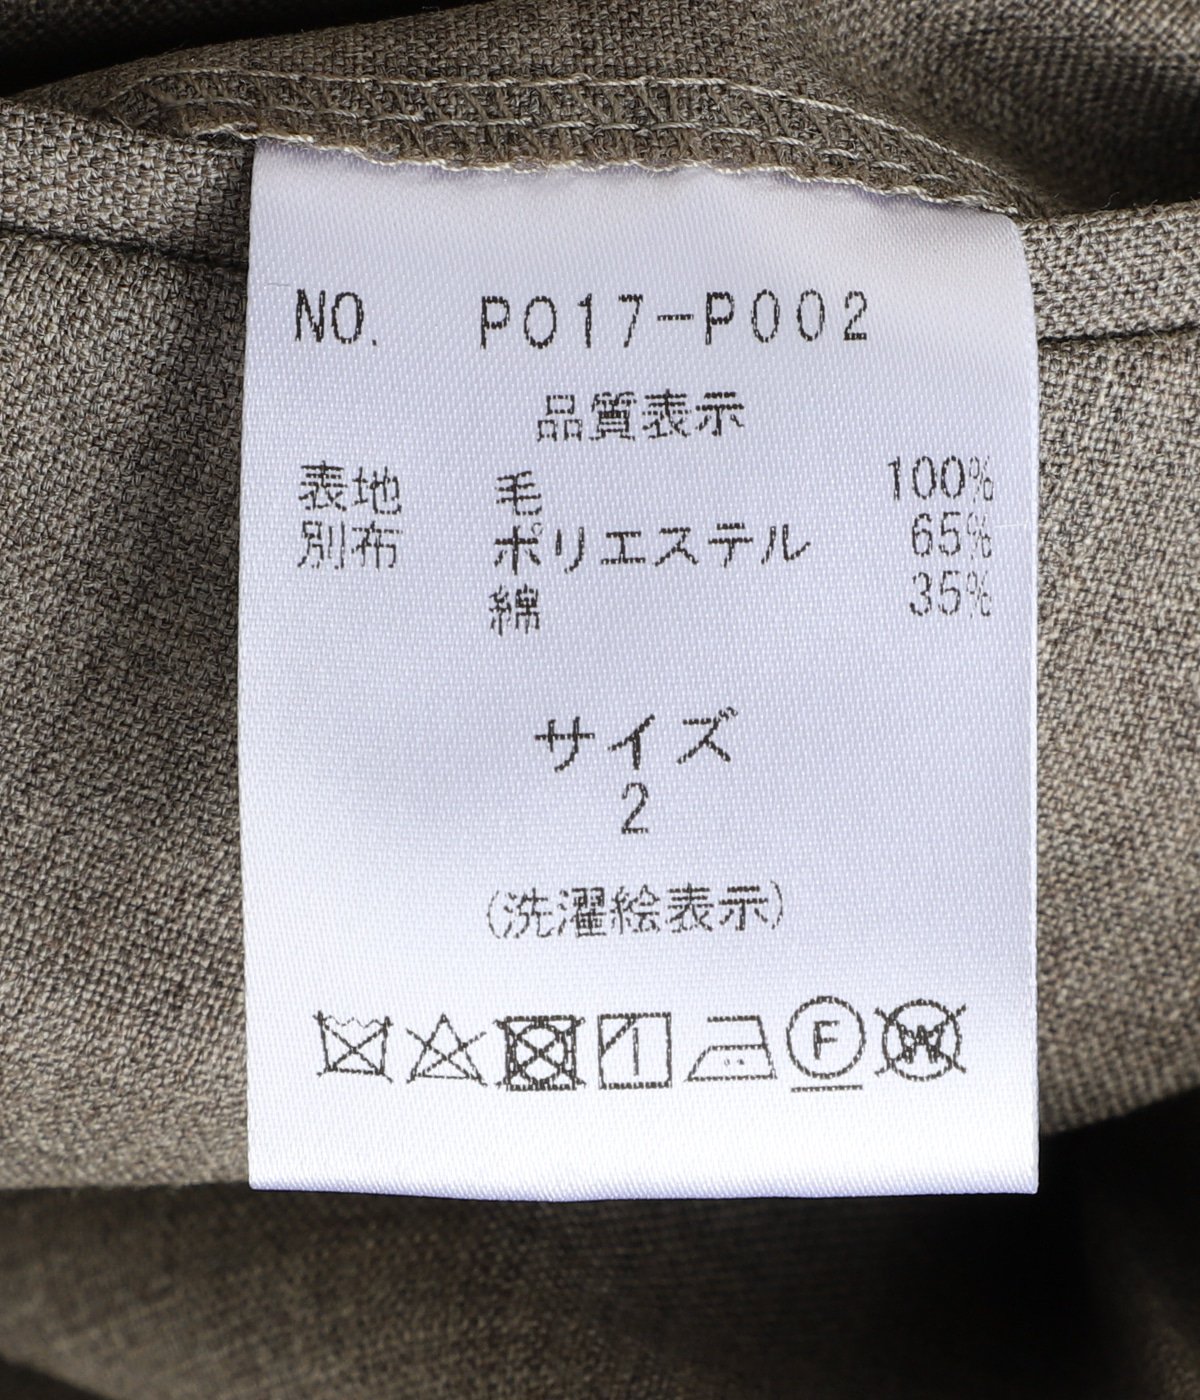 NO. P017-P002
品質表示
表地 毛 100%
別布 ポリエステル 65%
綿 35%
サイズ
2
(洗濯絵表示)
F W